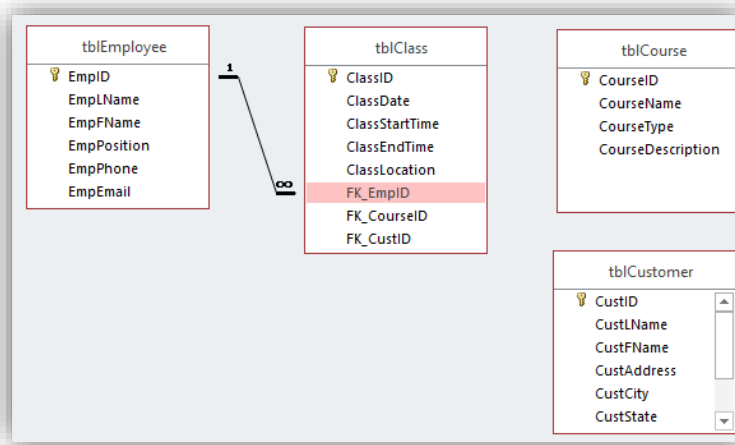 tblEmployee
EmpID
EmpLName
EmpFName
EmpPosition
EmpPhone
EmpEmail
1
∞
tblClass
ClassID
ClassDate
ClassStartTime
ClassEndTime
ClassLocation
FK_EmpID
FK_CourseID
FK_CustID
tblCourse
CourseID
CourseName
CourseType
CourseDescription
tblCustomer
CustID
CustLName
CustFName
CustAddress
CustCity
CustState